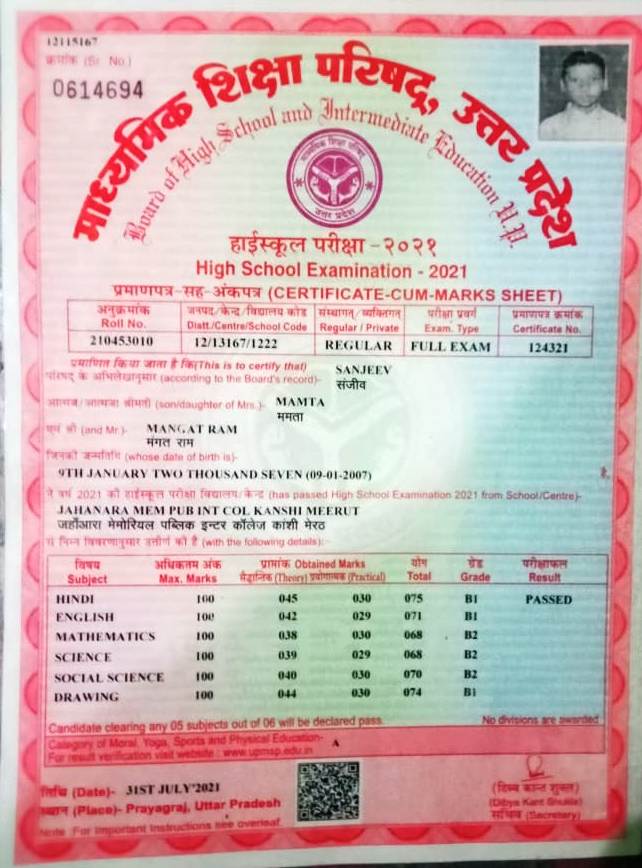 12115167
क्रमांक (Sr. No.)
0614694
माध्यमिक शिक्षा परिषद्, उत्तर प्रदेश
Board of High School and Intermediate Education U.P.
माध्यमिक शिक्षा परिषद्
उत्तर प्रदेश
हाईस्कूल परीक्षा -२०२१
High School Examination - 2021
प्रमाणपत्र-सह-अंकपत्र (CERTIFICATE-CUM-MARKS SHEET)
अनुक्रमांक जनपद/केन्द्र/विद्यालय कोड संस्थागत/व्यक्तिगत परीक्षा प्रवर्ग प्रमाणपत्र क्रमांक
Roll No. Distt./Centre/School Code Regular / Private Exam. Type Certificate No.
210453010 12/13167/1222 REGULAR FULL EXAM 124321
प्रमाणित किया जाता है कि(This is to certify that) SANJEEV
परिषद के अभिलेखानुसार (according to the Board's record)- संजीव
आत्मज/आत्मजा श्रीमती (son/daughter of Mrs.)- MAMTA
ममता
एवं श्री (and Mr.)- MANGAT RAM
मंगत राम
जिनकी जन्मतिथि (whose date of birth is)-
9TH JANUARY TWO THOUSAND SEVEN (09-01-2007) है,
ने वर्ष 2021 की हाईस्कूल परीक्षा विद्यालय/केन्द्र (has passed High School Examination 2021 from School/Centre)-
JAHANARA MEM PUB INT COL KANSHI MEERUT
जहाँआरा मेमोरियल पब्लिक इन्टर कॉलेज कांशी मेरठ
से निम्न विवरणानुसार उत्तीर्ण की है (with the following details):-
विषय अधिकतम अंक प्राप्तांक Obtained Marks योग ग्रेड परीक्षाफल
Subject Max. Marks सैद्धान्तिक (Theory) प्रयोगात्मक (Practical) Total Grade Result
HINDI 100 045 030 075 B1 PASSED
ENGLISH 100 042 029 071 B1
MATHEMATICS 100 038 030 068 B2
SCIENCE 100 039 029 068 B2
SOCIAL SCIENCE 100 040 030 070 B2
DRAWING 100 044 030 074 B1
Candidate clearing any 05 subjects out of 06 will be declared pass. No divisions are awarded
Category of Moral, Yoga, Sports and Physical Education- A
For result verification visit website : www.upmsp.edu.in
तिथि (Date)- 31ST JULY'2021
स्थान (Place)- Prayagraj, Uttar Pradesh
(दिव्य कान्त शुक्ल)
(Dibya Kant Shukla)
सचिव (Secretary)
Note :For Important Instructions see overleaf